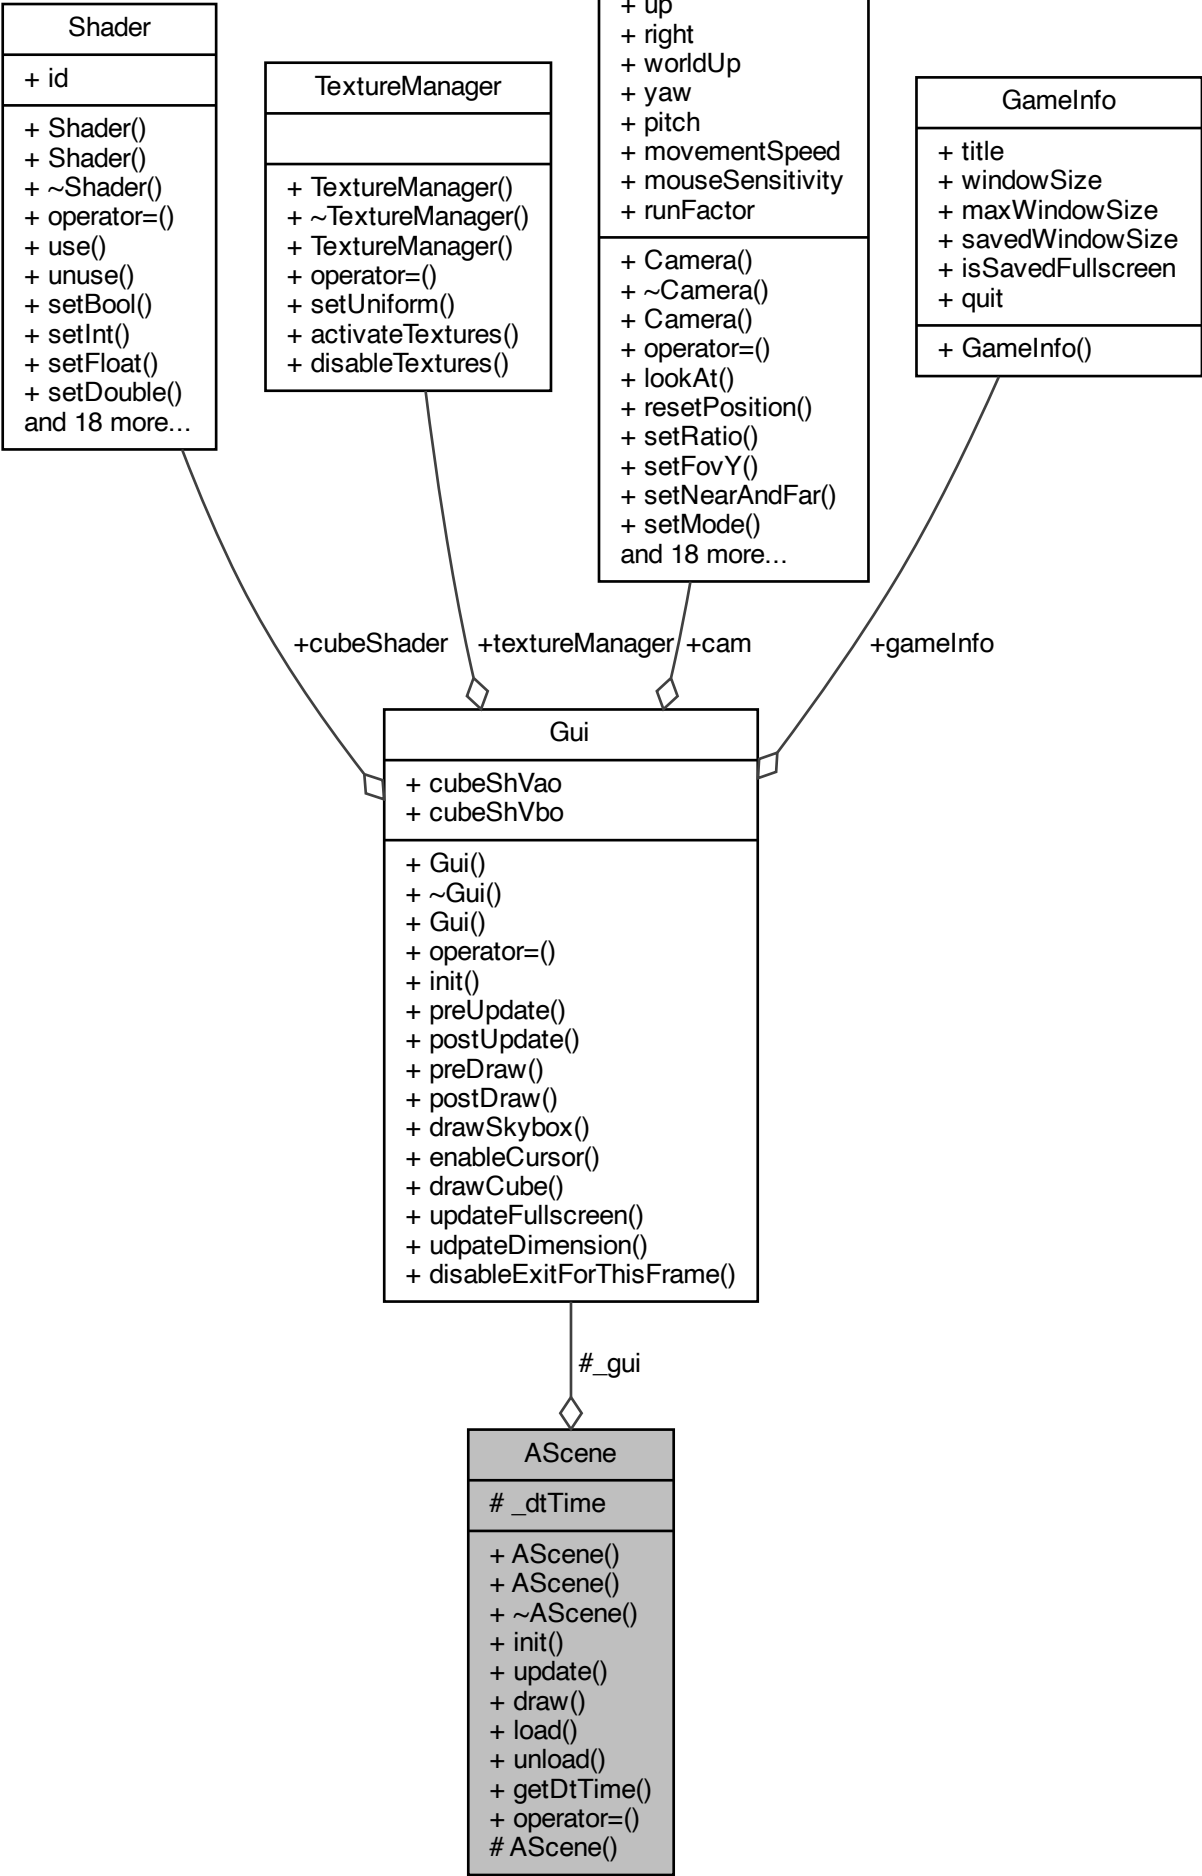 Shader
+ id
+ Shader()
+ Shader()
+ ~Shader()
+ operator=()
+ use()
+ unuse()
+ setBool()
+ setInt()
+ setFloat()
+ setDouble()
and 18 more...
TextureManager
+ TextureManager()
+ ~TextureManager()
+ TextureManager()
+ operator=()
+ setUniform()
+ activateTextures()
+ disableTextures()
+ up
+ right
+ worldUp
+ yaw
+ pitch
+ movementSpeed
+ mouseSensitivity
+ runFactor
+ Camera()
+ ~Camera()
+ Camera()
+ operator=()
+ lookAt()
+ resetPosition()
+ setRatio()
+ setFovY()
+ setNearAndFar()
+ setMode()
and 18 more...
GameInfo
+ title
+ windowSize
+ maxWindowSize
+ savedWindowSize
+ isSavedFullscreen
+ quit
+ GameInfo()
+cubeShader
+textureManager
+cam
+gameInfo
Gui
+ cubeShVao
+ cubeShVbo
+ Gui()
+ ~Gui()
+ Gui()
+ operator=()
+ init()
+ preUpdate()
+ postUpdate()
+ preDraw()
+ postDraw()
+ drawSkybox()
+ enableCursor()
+ drawCube()
+ updateFullscreen()
+ udpateDimension()
+ disableExitForThisFrame()
#_gui
AScene
# _dtTime
+ AScene()
+ AScene()
+ ~AScene()
+ init()
+ update()
+ draw()
+ load()
+ unload()
+ getDtTime()
+ operator=()
# AScene()